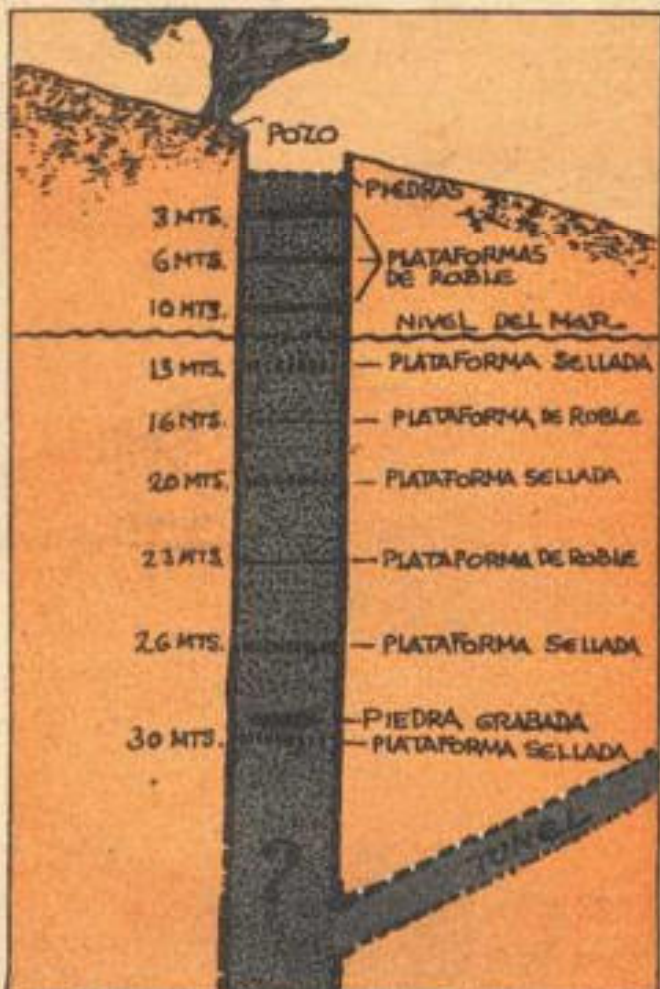 POZO
PIEDRAS
3 MTS.
6 MTS.
PLATAFORMAS
DE ROBLE
10 MTS.
NIVEL DEL MAR
13 MTS.
PLATAFORMA SELLADA
16 MTS.
PLATAFORMA DE ROBLE
20 MTS.
PLATAFORMA SELLADA
23 MTS.
PLATAFORMA DE ROBLE
26 MTS.
PLATAFORMA SELLADA
PIEDRA GRABADA
30 MTS.
PLATAFORMA SELLADA
TUNEL
?